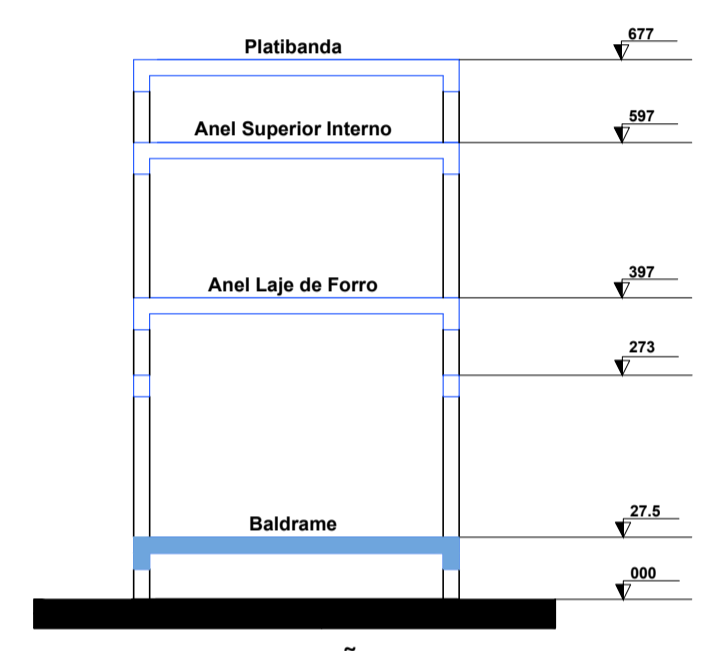 Platibanda
677
Anel Superior Interno
597
Anel Laje de Forro
397
273
Baldrame
27.5
000